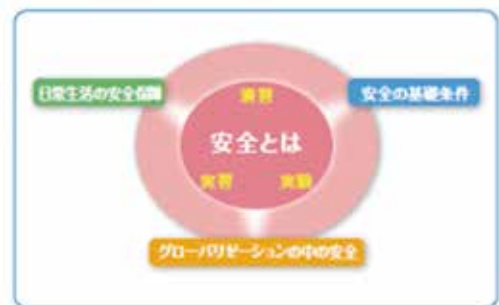 演習
日常生活の安全保障
安全の基礎条件
安全とは
実習
実験
グローバリゼーションの中の安全